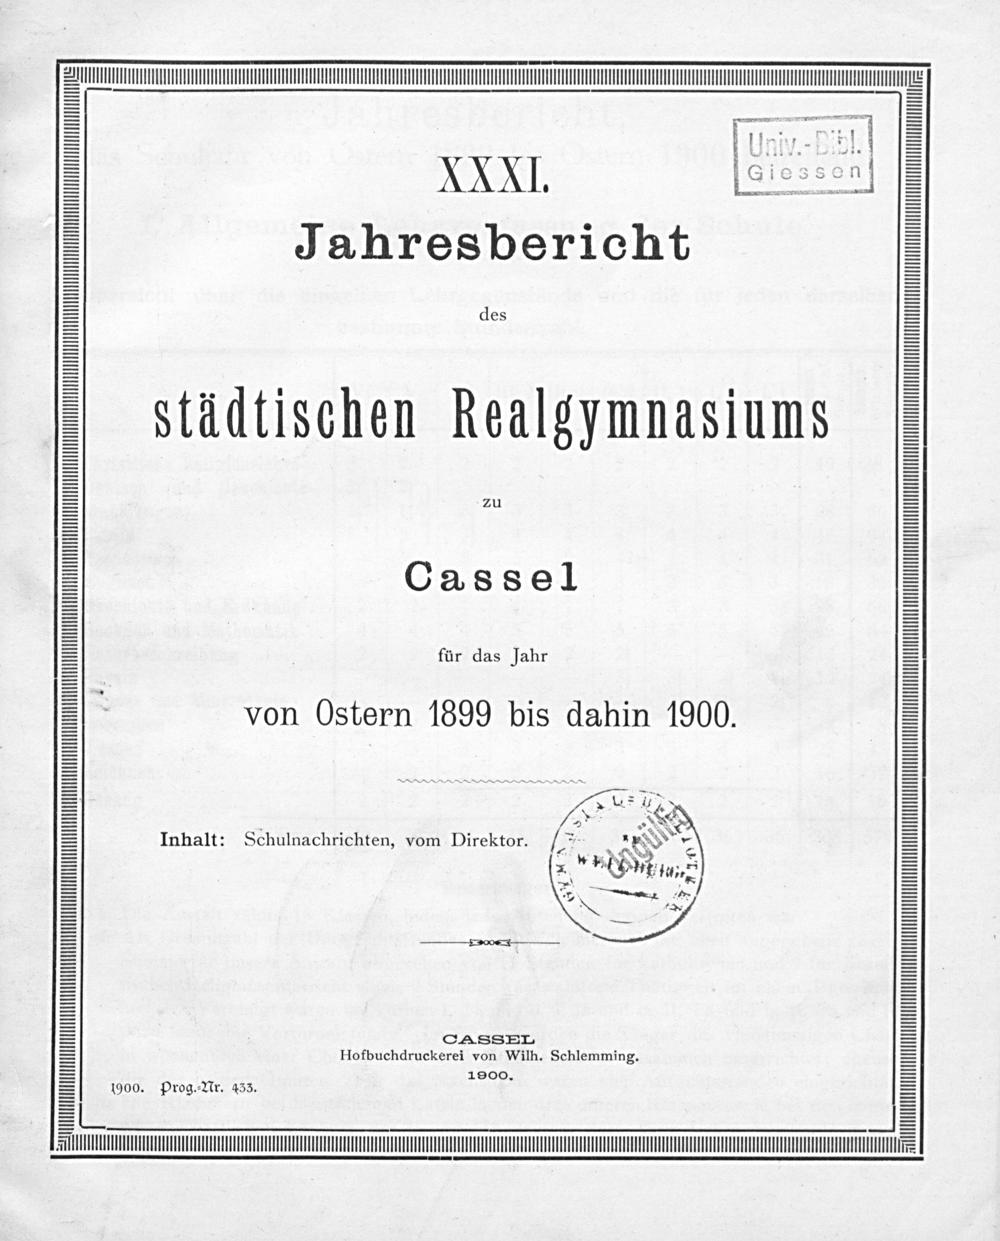 Univ.-Bibl.
Giessen
XXXI.
Jahresbericht
des
städtischen Realgymnasiums
zu
Cassel
für das Jahr
von Ostern 1899 bis dahin 1900.
Inhalt: Schulnachrichten, vom Direktor.
Ungültig
CASSEL
Hofbuchdruckerei von Wilh. Schlemming.
1900.
1900. Prog.-Nr. 433.